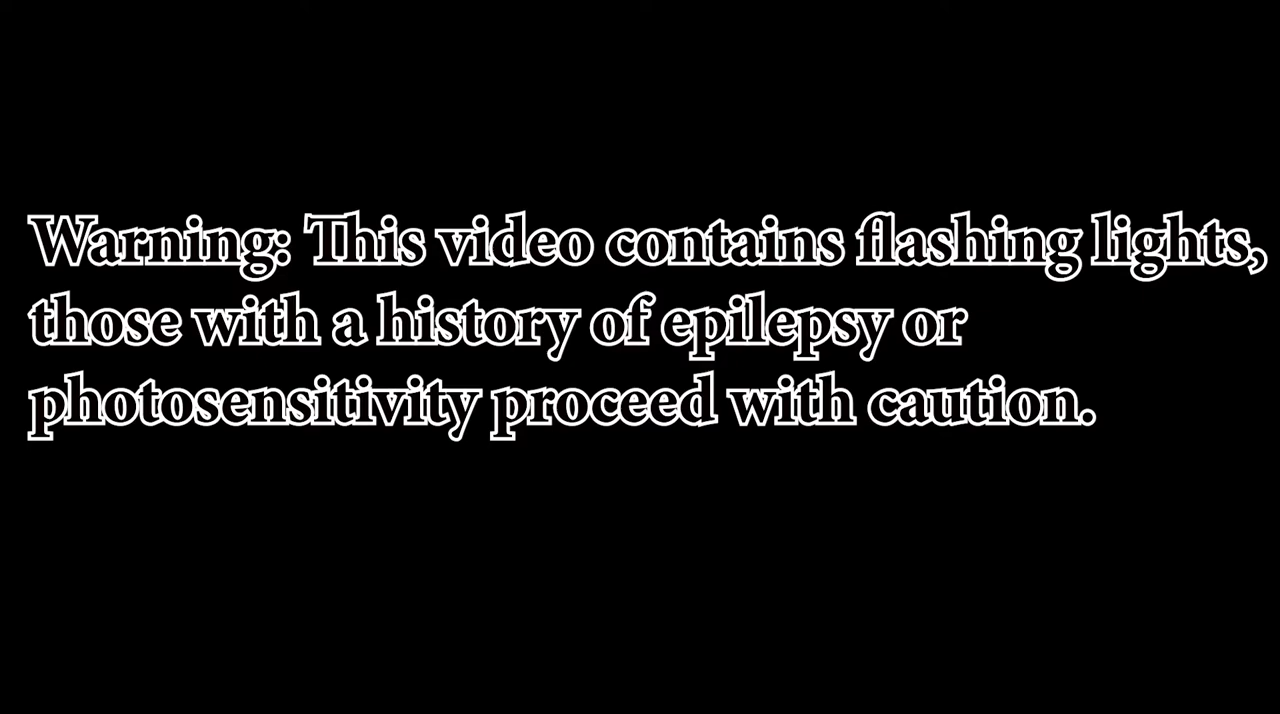 Warning: This video contains flashing lights,
those with a history of epilepsy or
photosensitivity proceed with caution.